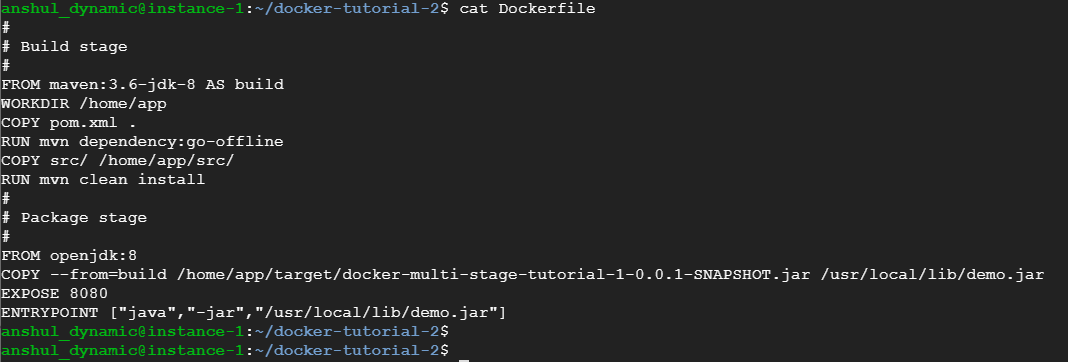 anshul_dynamic@instance-1:~/docker-tutorial-2$ cat Dockerfile
#
# Build stage
#
FROM maven:3.6-jdk-8 AS build
WORKDIR /home/app
COPY pom.xml .
RUN mvn dependency:go-offline
COPY src/ /home/app/src/
RUN mvn clean install
#
# Package stage
#
FROM openjdk:8
COPY --from=build /home/app/target/docker-multi-stage-tutorial-1-0.0.1-SNAPSHOT.jar /usr/local/lib/demo.jar
EXPOSE 8080
ENTRYPOINT ["java","-jar","/usr/local/lib/demo.jar"]
anshul_dynamic@instance-1:~/docker-tutorial-2$
anshul_dynamic@instance-1:~/docker-tutorial-2$